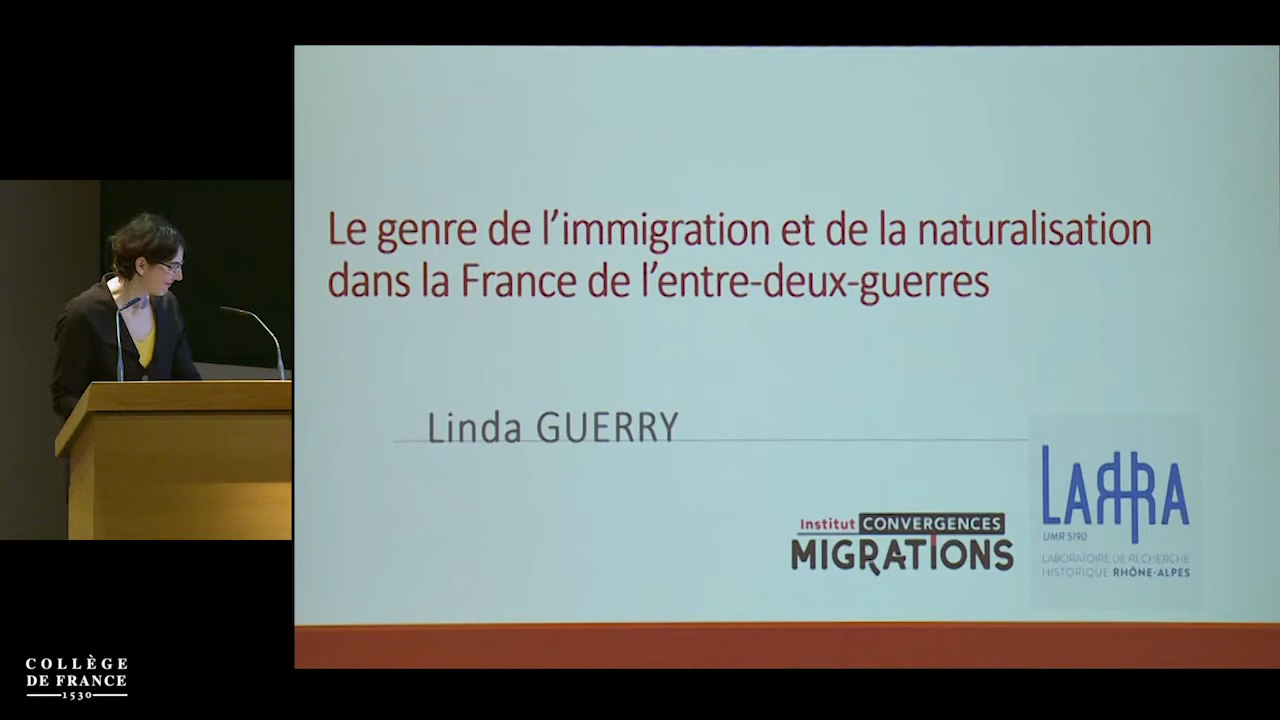 Le genre de l’immigration et de la naturalisation
dans la France de l’entre-deux-guerres
Linda GUERRY
Institut CONVERGENCES
MIGRATIONS
LARHRA
UMR 5190
LABORATOIRE DE RECHERCHE
HISTORIQUE RHÔNE-ALPES
COLLÈGE
DE FRANCE
1530